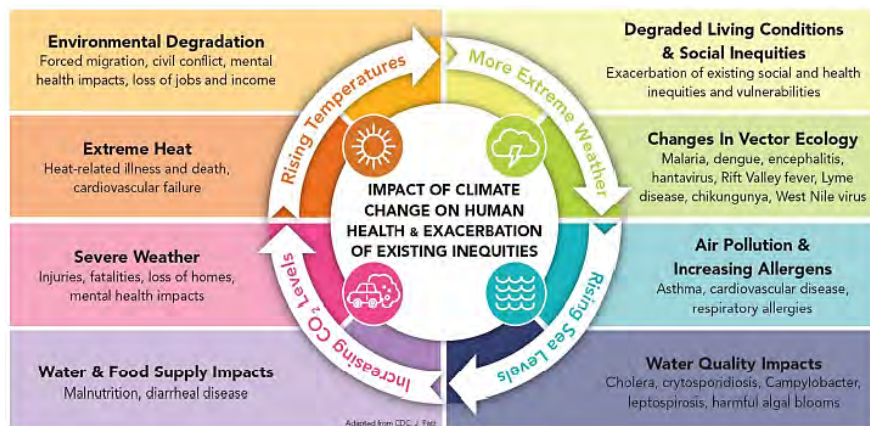 Environmental Degradation
Forced migration, civil conflict, mental
health impacts, loss of jobs and income
Extreme Heat
Heat-related illness and death,
cardiovascular failure
Severe Weather
Injuries, fatalities, loss of homes,
mental health impacts
Water & Food Supply Impacts
Malnutrition, diarrheal disease
Rising Temperatures
More Extreme Weather
Rising Sea Levels
Increasing CO₂ Levels
IMPACT OF CLIMATE
CHANGE ON HUMAN
HEALTH & EXACERBATION
OF EXISTING INEQUITIES
Degraded Living Conditions
& Social Inequities
Exacerbation of existing social and health
inequities and vulnerabilities
Changes In Vector Ecology
Malaria, dengue, encephalitis,
hantavirus, Rift Valley fever, Lyme
disease, chikungunya, West Nile virus
Air Pollution &
Increasing Allergens
Asthma, cardiovascular disease,
respiratory allergies
Water Quality Impacts
Cholera, crytosporidiosis, Campylobacter,
leptospirosis, harmful algal blooms
Adapted from CDC, J. Patz